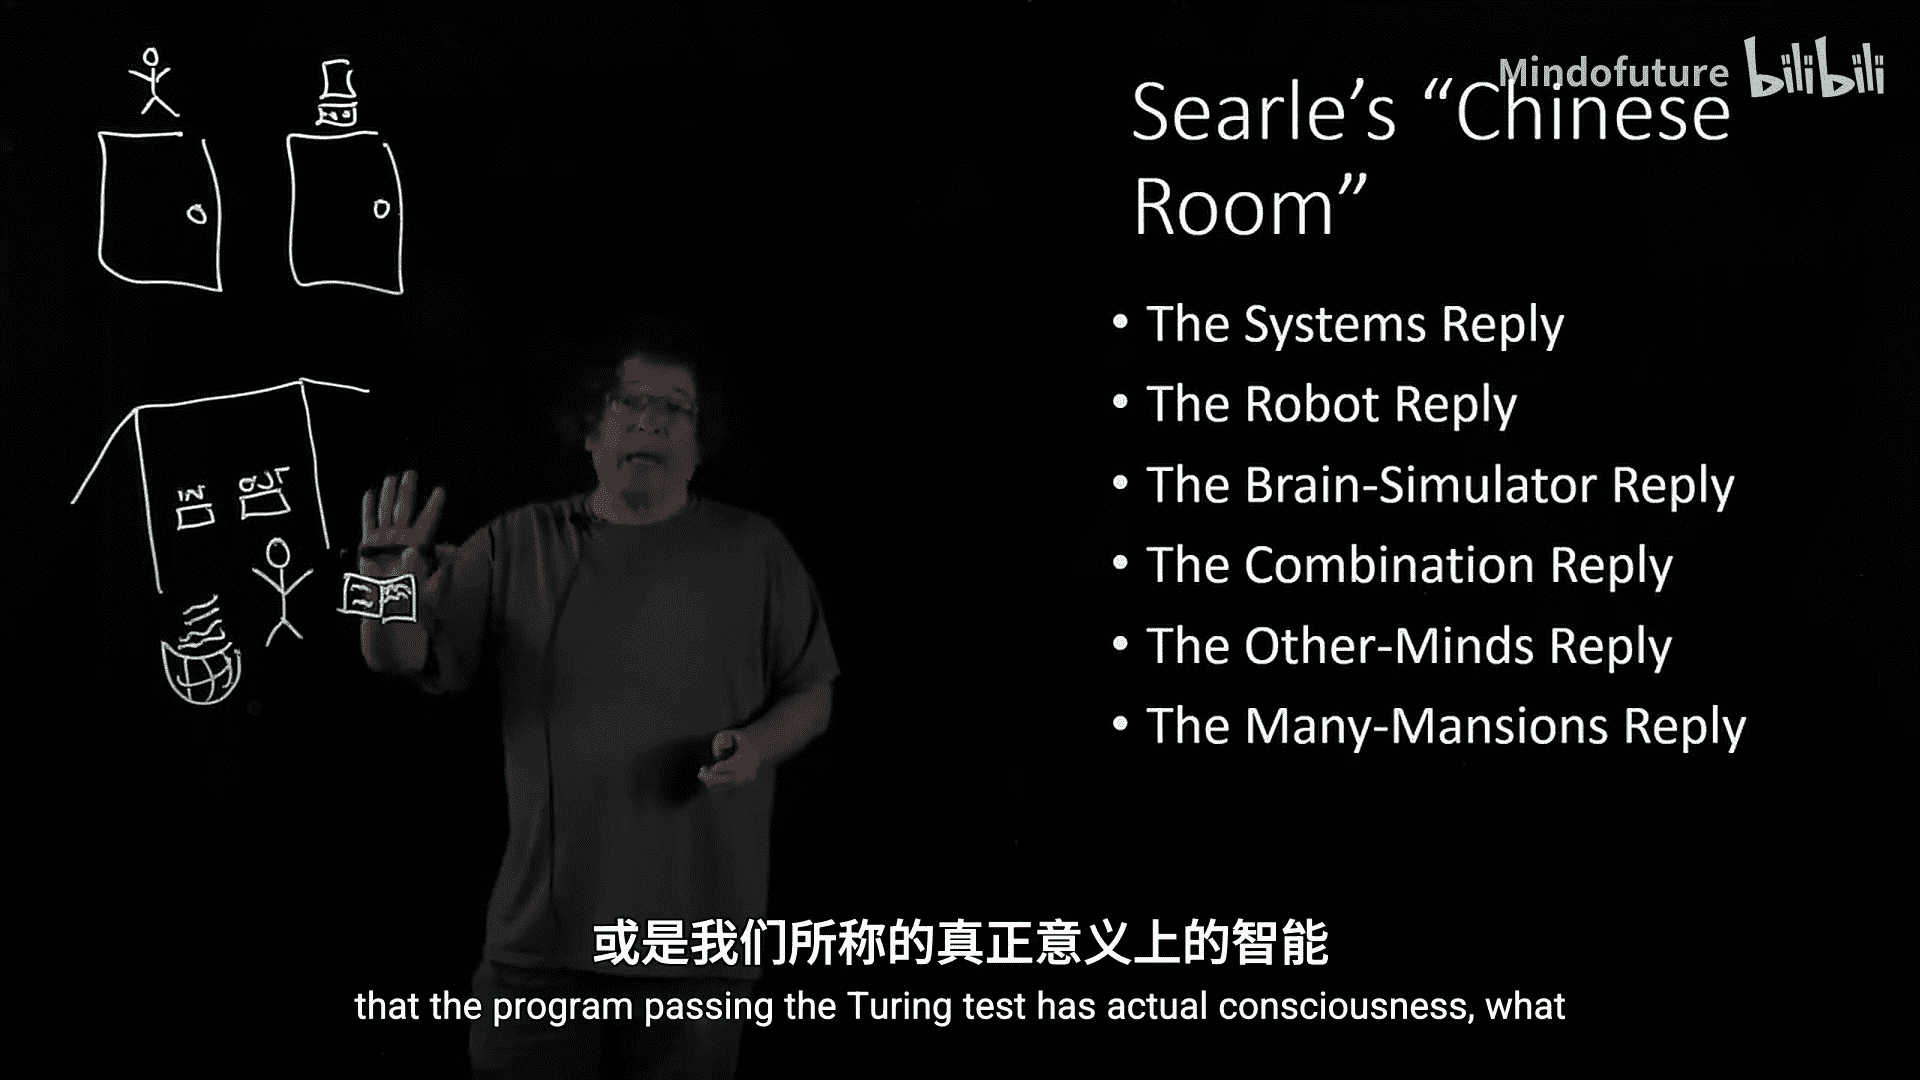 Mindofuture bilibili
Searle’s “Chinese
Room”
• The Systems Reply
• The Robot Reply
• The Brain-Simulator Reply
• The Combination Reply
• The Other-Minds Reply
• The Many-Mansions Reply
IN OUT
或是我们所称的真正意义上的智能
that the program passing the Turing test has actual consciousness, what